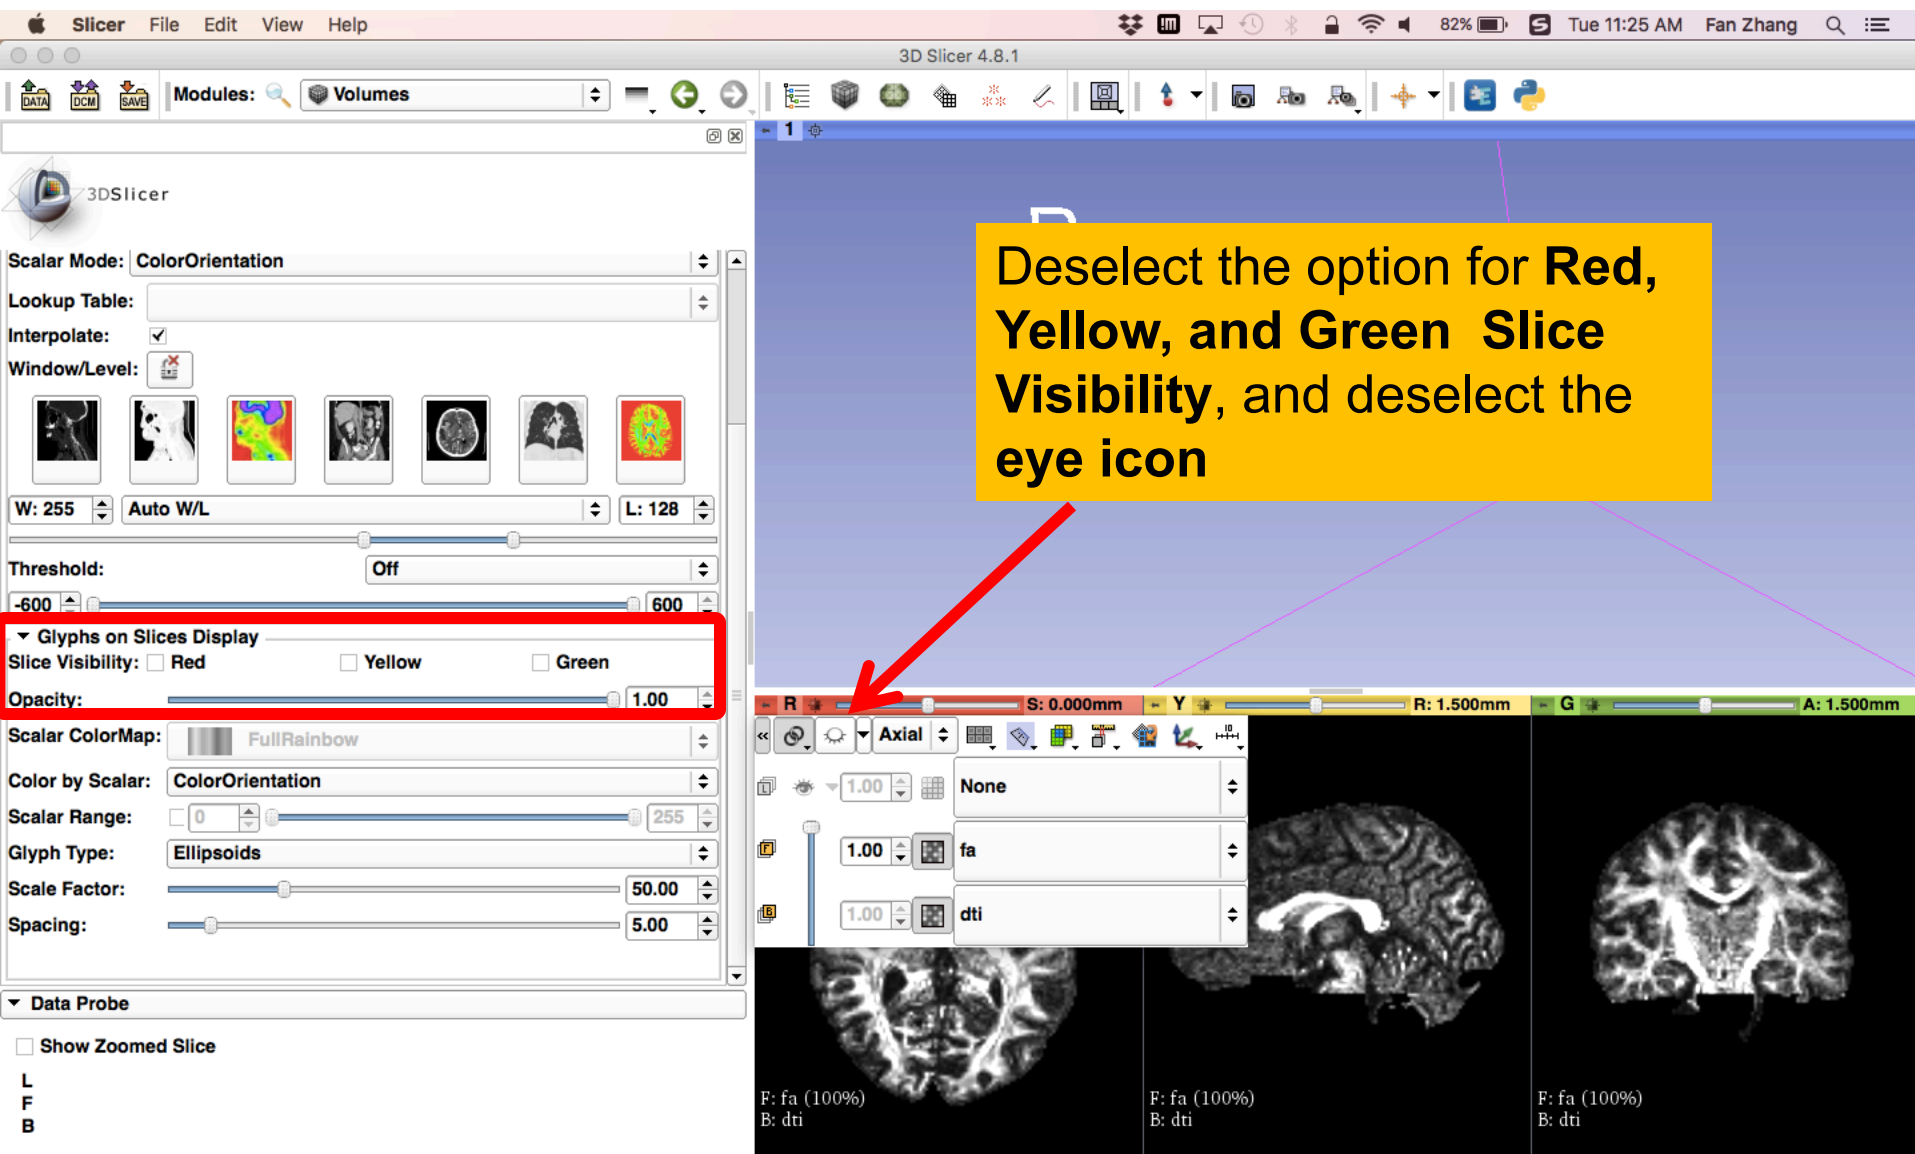 Slicer File Edit View Help 82% Tue 11:25 AM Fan Zhang
3D Slicer 4.8.1
DATA DCM SAVE Modules: Volumes
1
3DSlicer
Deselect the option for Red,
Yellow, and Green Slice
Visibility, and deselect the
eye icon
Scalar Mode: ColorOrientation
Lookup Table:
Interpolate:
Window/Level:
W: 255 Auto W/L L: 128
Threshold: Off
-600 600
Glyphs on Slices Display
Slice Visibility: Red Yellow Green
Opacity: 1.00
Scalar ColorMap: FullRainbow
Color by Scalar: ColorOrientation
Scalar Range: 0 255
Glyph Type: Ellipsoids
Scale Factor: 50.00
Spacing: 5.00
Data Probe
Show Zoomed Slice
L
F
B
R S: 0.000mm
Y R: 1.500mm
G A: 1.500mm
Axial 10
L 1.00 None
F 1.00 fa
B 1.00 dti
F: fa (100%)
B: dti
F: fa (100%)
B: dti
F: fa (100%)
B: dti